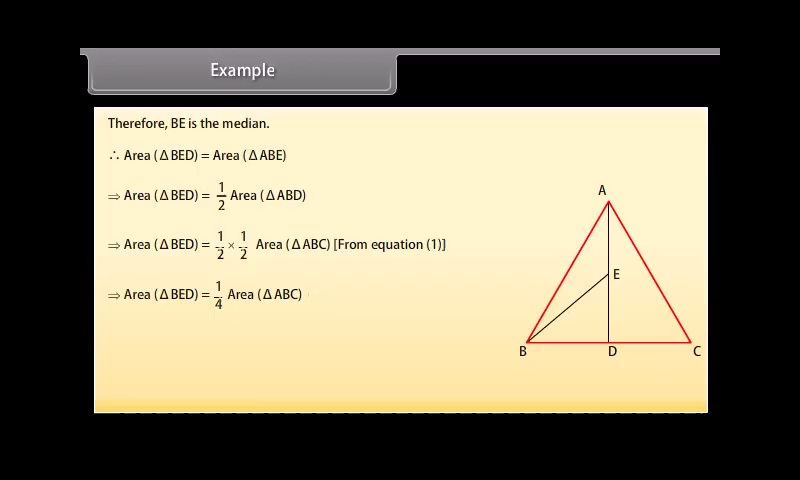 Example
Therefore, BE is the median.
∴ Area (ΔBED) = Area (ΔABE)
⇒ Area (ΔBED) = 1/2 Area (ΔABD)
⇒ Area (ΔBED) = 1/2 × 1/2 Area (ΔABC) [From equation (1)]
⇒ Area (ΔBED) = 1/4 Area (ΔABC)
A
E
B D C